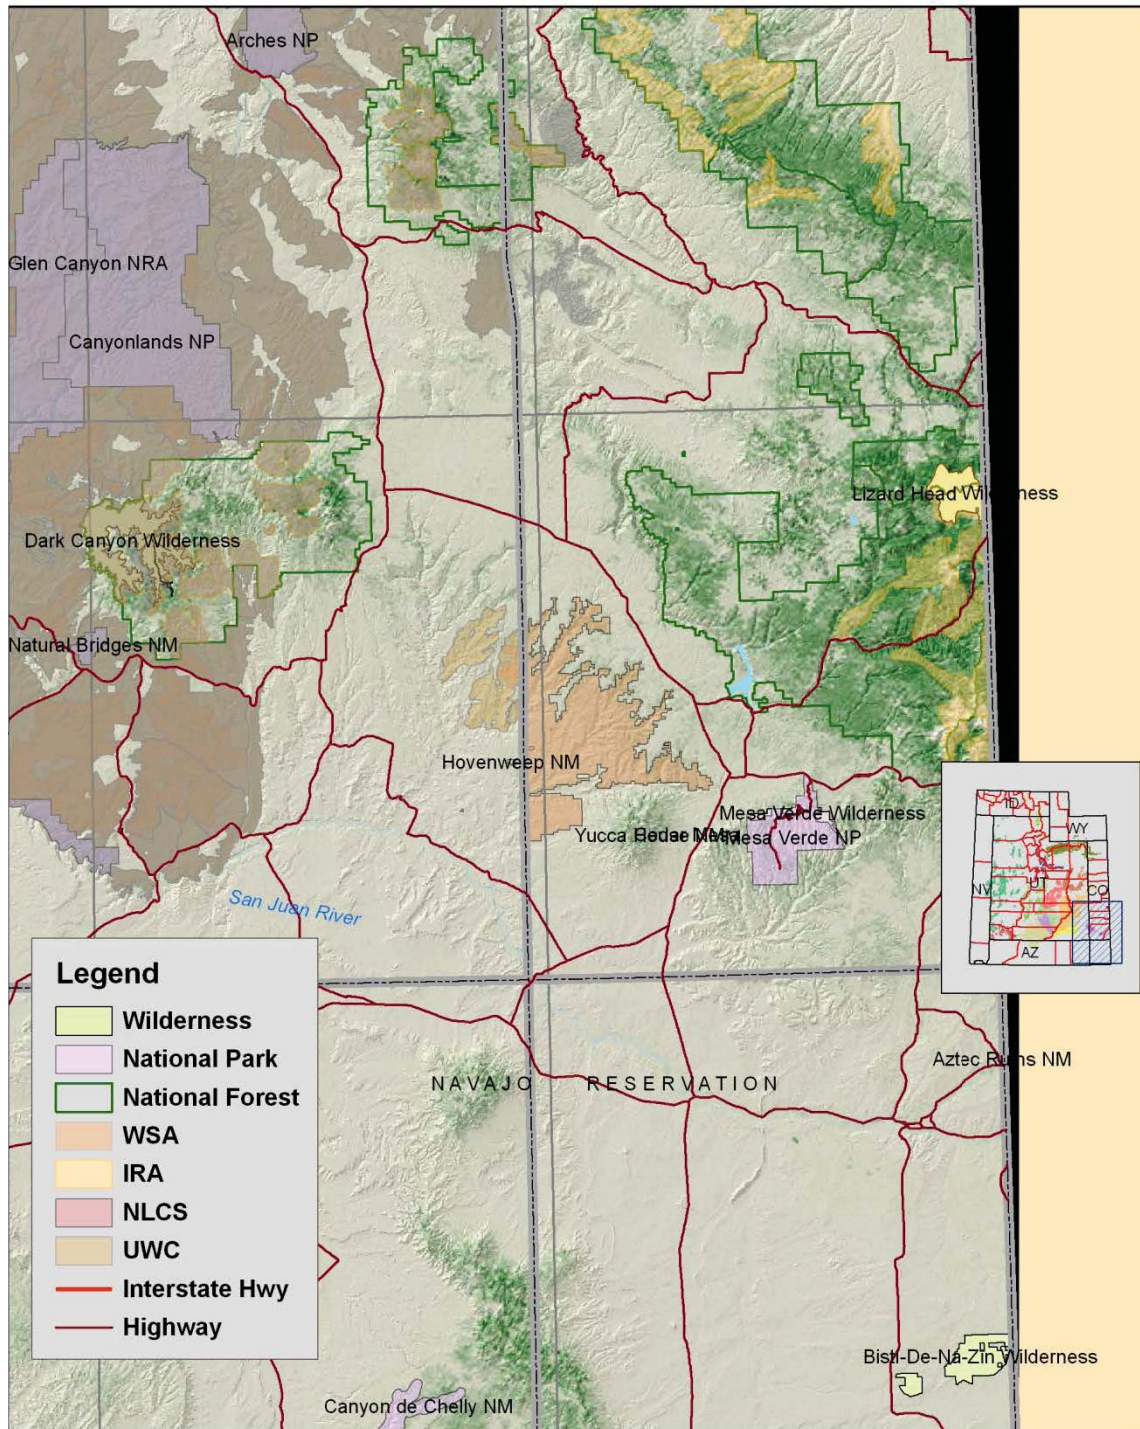 Arches NP
Glen Canyon NRA
Canyonlands NP
Lizard Head Wilderness
Dark Canyon Wilderness
Natural Bridges NM
Hovenweep NM
Mesa Verde Wilderness
Yucca House NM
Mesa Verde NP
San Juan River
ID
WY
NV
UT
CO
AZ
Legend
Wilderness
National Park
National Forest
WSA
IRA
NLCS
UWC
Interstate Hwy
Highway
Aztec Ruins NM
NAVAJO RESERVATION
Bisti-De-Na-Zin Wilderness
Canyon de Chelly NM